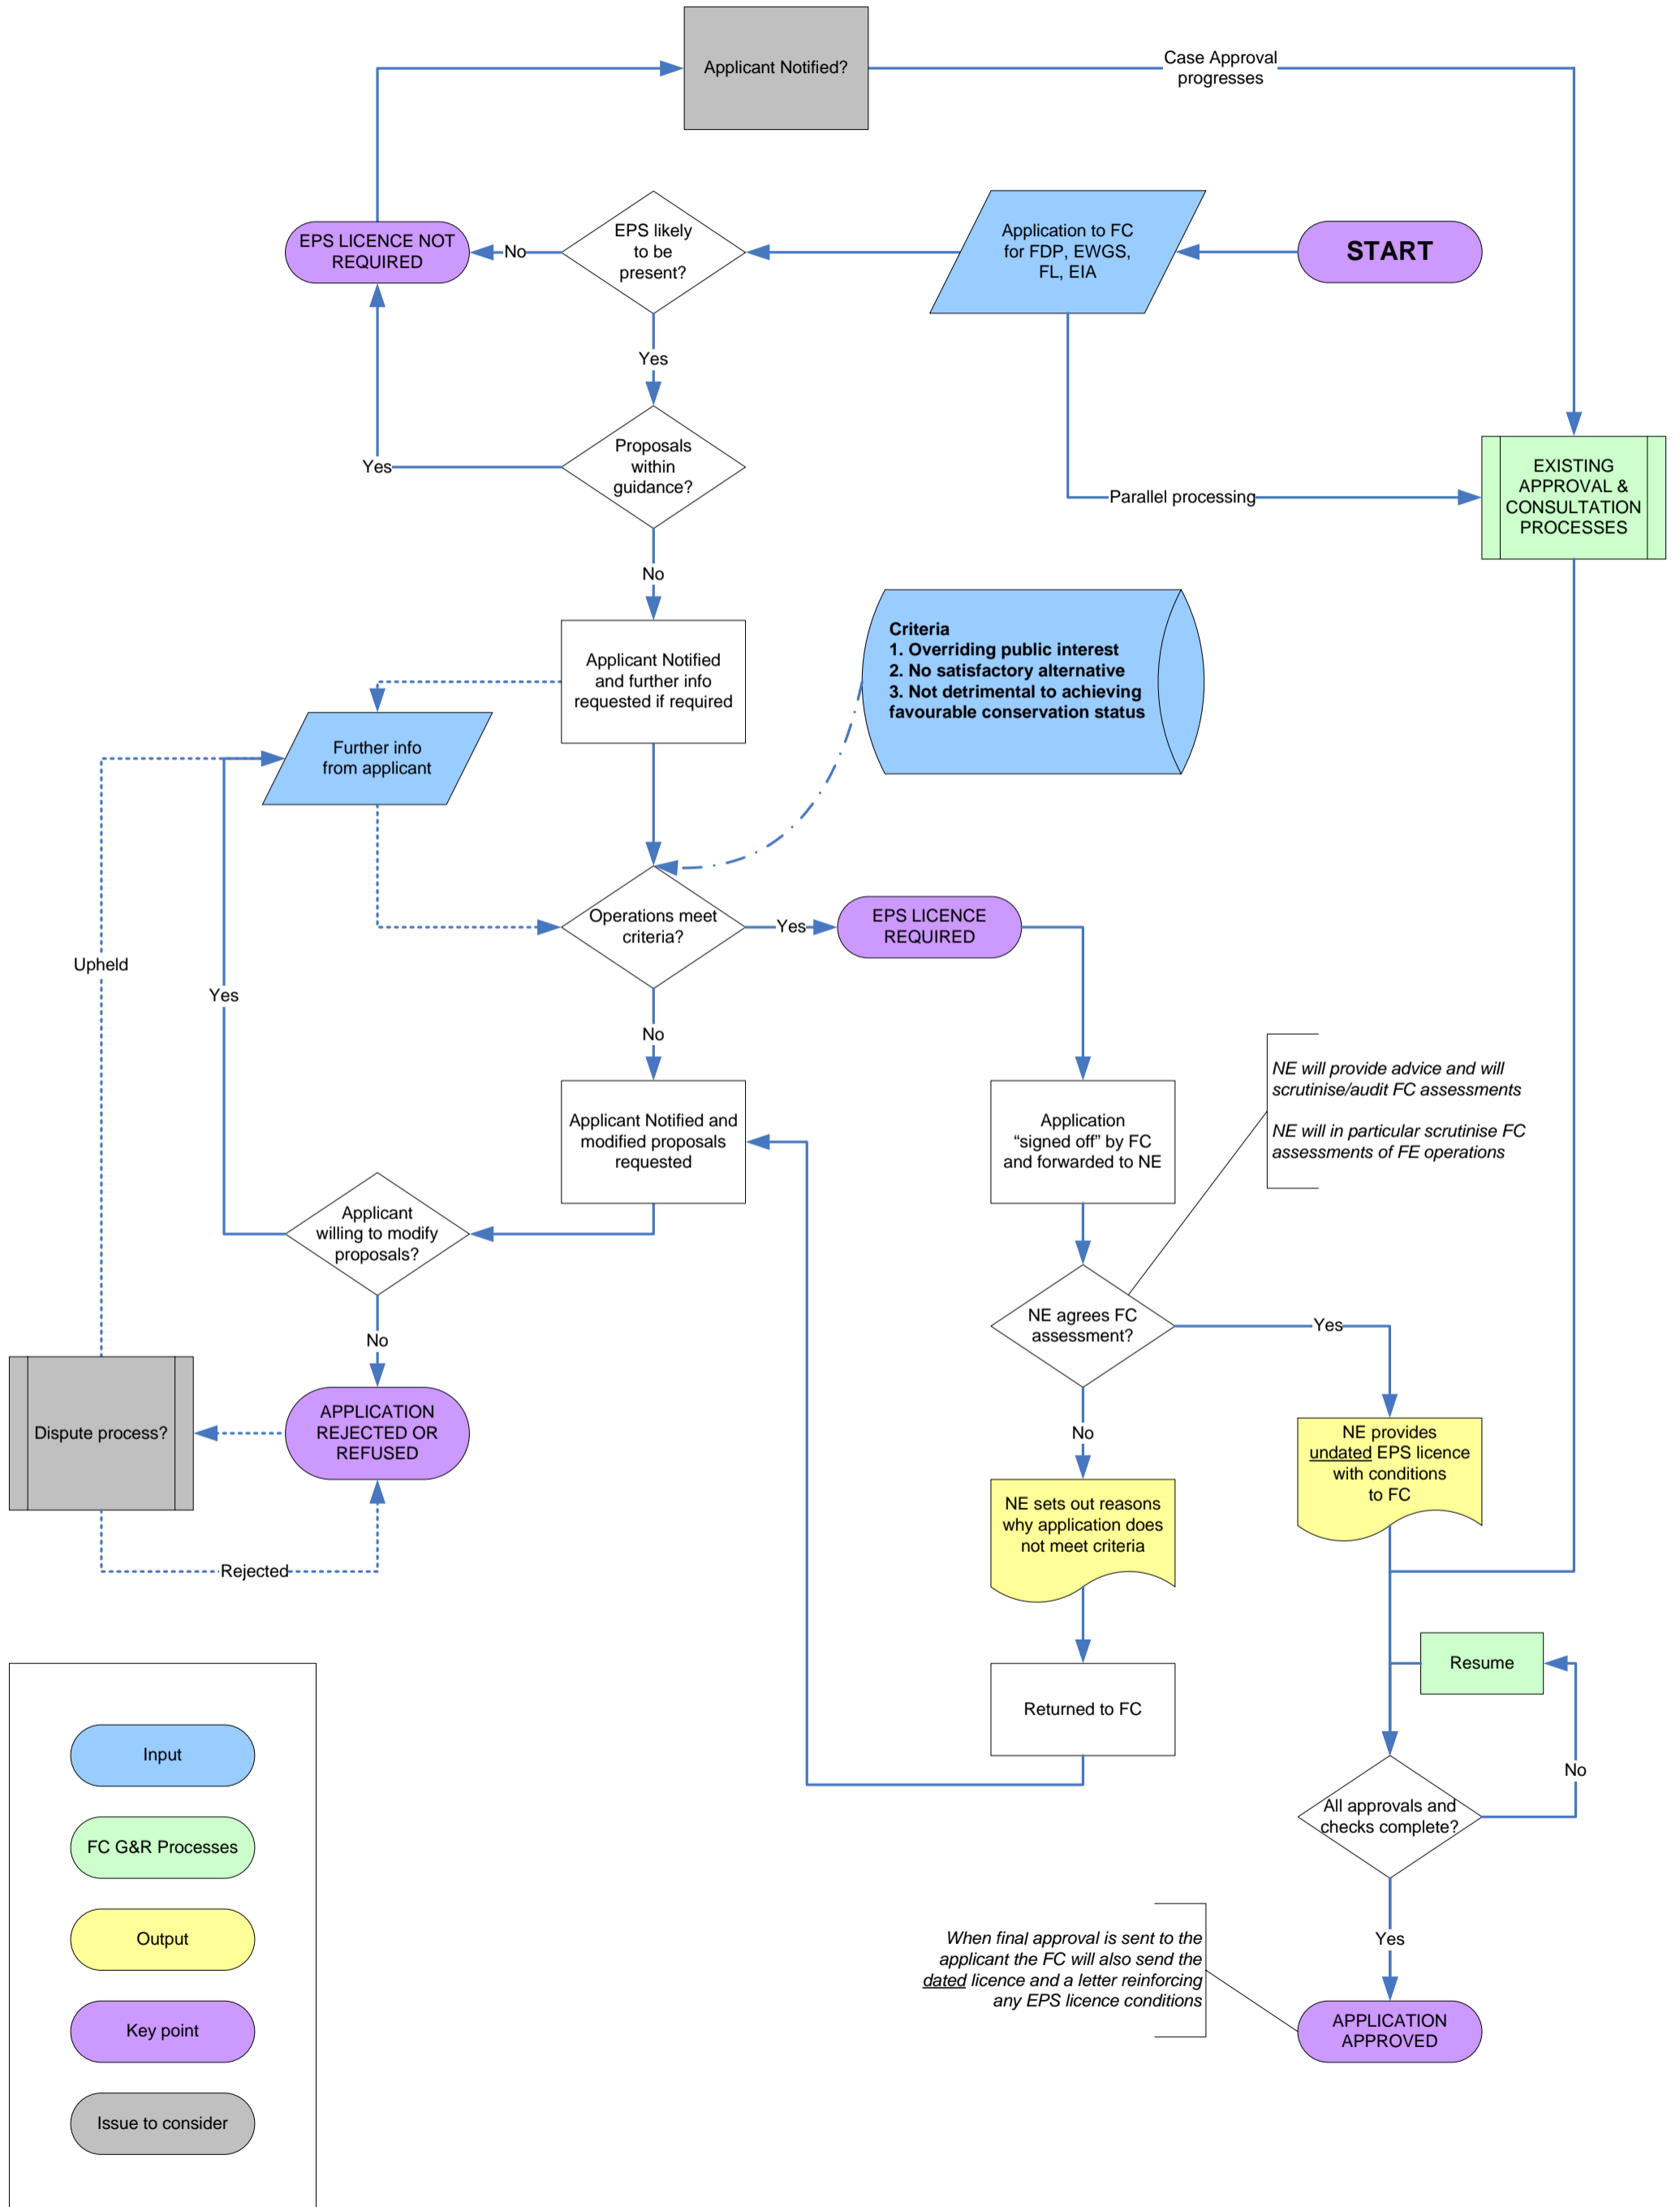 Applicant Notified?
Case Approval
progresses
START
Application to FC
for FDP, EWGS,
FL, EIA
EPS likely
to be
present?
No
EPS LICENCE NOT
REQUIRED
Yes
Proposals
within
guidance?
Yes
Parallel processing
EXISTING
APPROVAL &
CONSULTATION
PROCESSES
No
Applicant Notified
and further info
requested if required
Criteria
1. Overriding public interest
2. No satisfactory alternative
3. Not detrimental to achieving
favourable conservation status
Further info
from applicant
Operations meet
criteria?
Yes
EPS LICENCE
REQUIRED
Upheld
Yes
No
Applicant Notified and
modified proposals
requested
Application
“signed off” by FC
and forwarded to NE
NE will provide advice and will
scrutinise/audit FC assessments
NE will in particular scrutinise FC
assessments of FE operations
Applicant
willing to modify
proposals?
NE agrees FC
assessment?
Yes
No
Dispute process?
APPLICATION
REJECTED OR
REFUSED
No
NE provides
undated EPS licence
with conditions
to FC
NE sets out reasons
why application does
not meet criteria
Rejected
Resume
Returned to FC
No
All approvals and
checks complete?
Yes
When final approval is sent to the
applicant the FC will also send the
dated licence and a letter reinforcing
any EPS licence conditions
APPLICATION
APPROVED
Input
FC G&R Processes
Output
Key point
Issue to consider